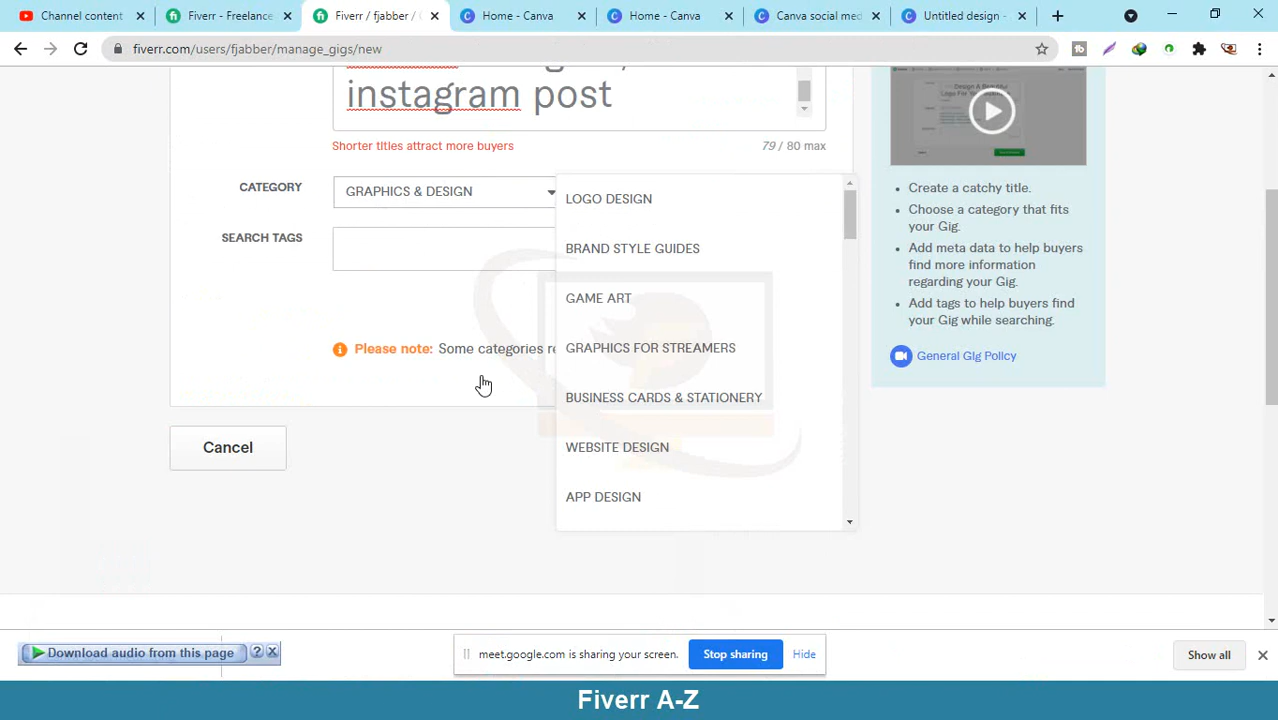 Channel content
Fiverr - Freelance
Fiverr / fjabber /
Home - Canva
Home - Canva
Canva social med
Untitled design -
fiverr.com/users/fjabber/manage_gigs/new
instagram post
Shorter titles attract more buyers
79 / 80 max
CATEGORY
GRAPHICS & DESIGN
SEARCH TAGS
LOGO DESIGN
BRAND STYLE GUIDES
GAME ART
GRAPHICS FOR STREAMERS
BUSINESS CARDS & STATIONERY
WEBSITE DESIGN
APP DESIGN
Please note: Some categories re
Cancel
Create a catchy title.
Choose a category that fits
your Gig.
Add meta data to help buyers
find more information
regarding your Gig.
Add tags to help buyers find
your Gig while searching.
General Gig Policy
Download audio from this page
meet.google.com is sharing your screen.
Stop sharing
Hide
Show all
Fiverr A-Z